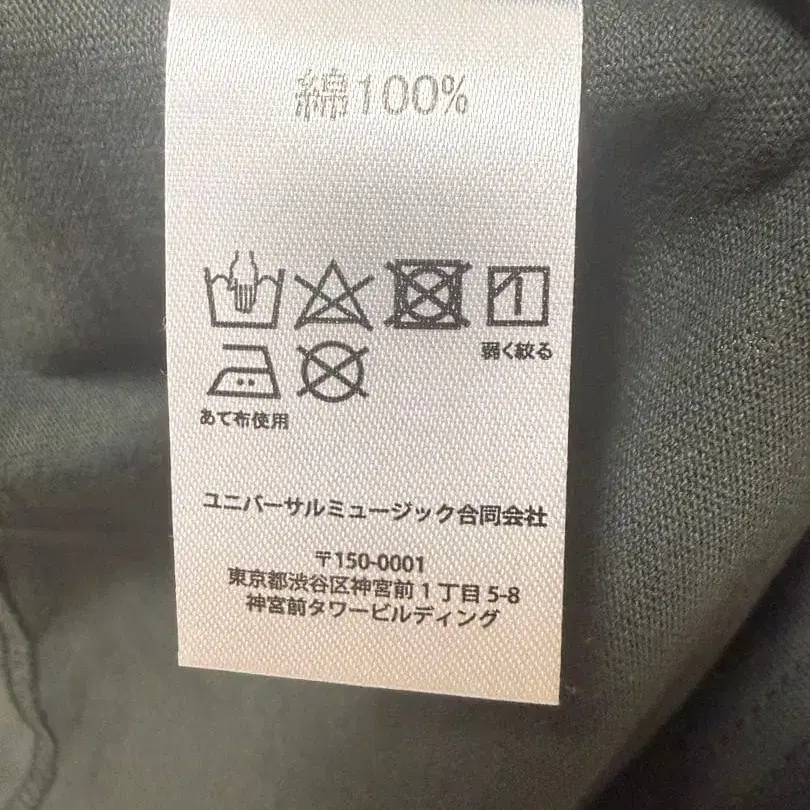 綿100%
弱く絞る
あて布使用
ユニバーサルミュージック合同会社
〒150-0001
東京都渋谷区神宮前1丁目5-8
神宮前タワービルディング